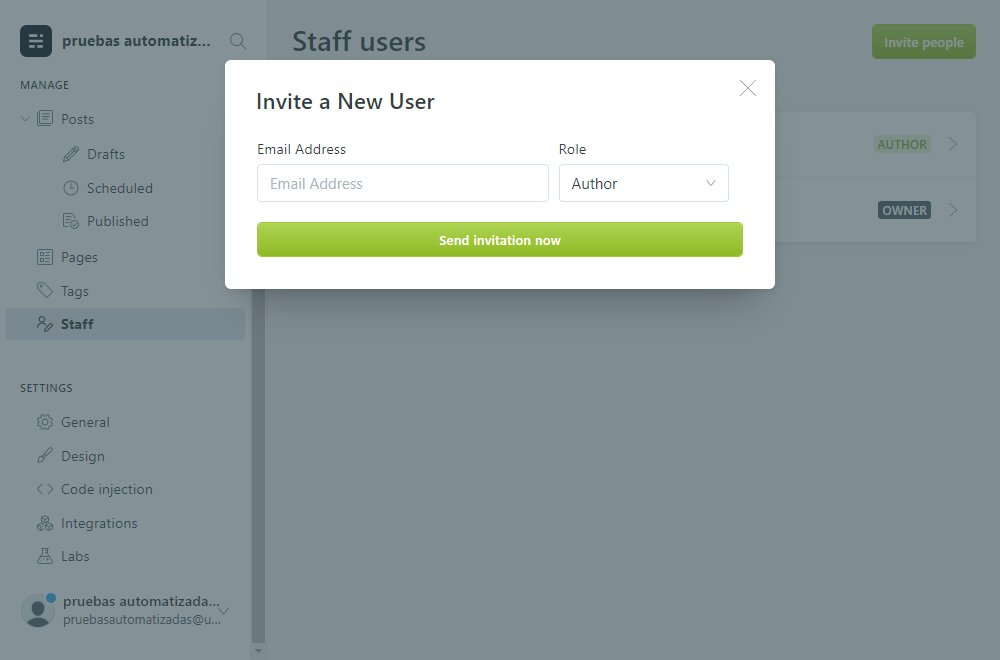 pruebas automatiz...
Staff users
Invite people
MANAGE
Posts
Drafts
Scheduled
Published
Pages
Tags
Staff
SETTINGS
General
Design
Code injection
Integrations
Labs
pruebas automatizada...
pruebasautomatizadas@u...
Invite a New User
Email Address
Role
Email Address
Author
Send invitation now
AUTHOR
OWNER